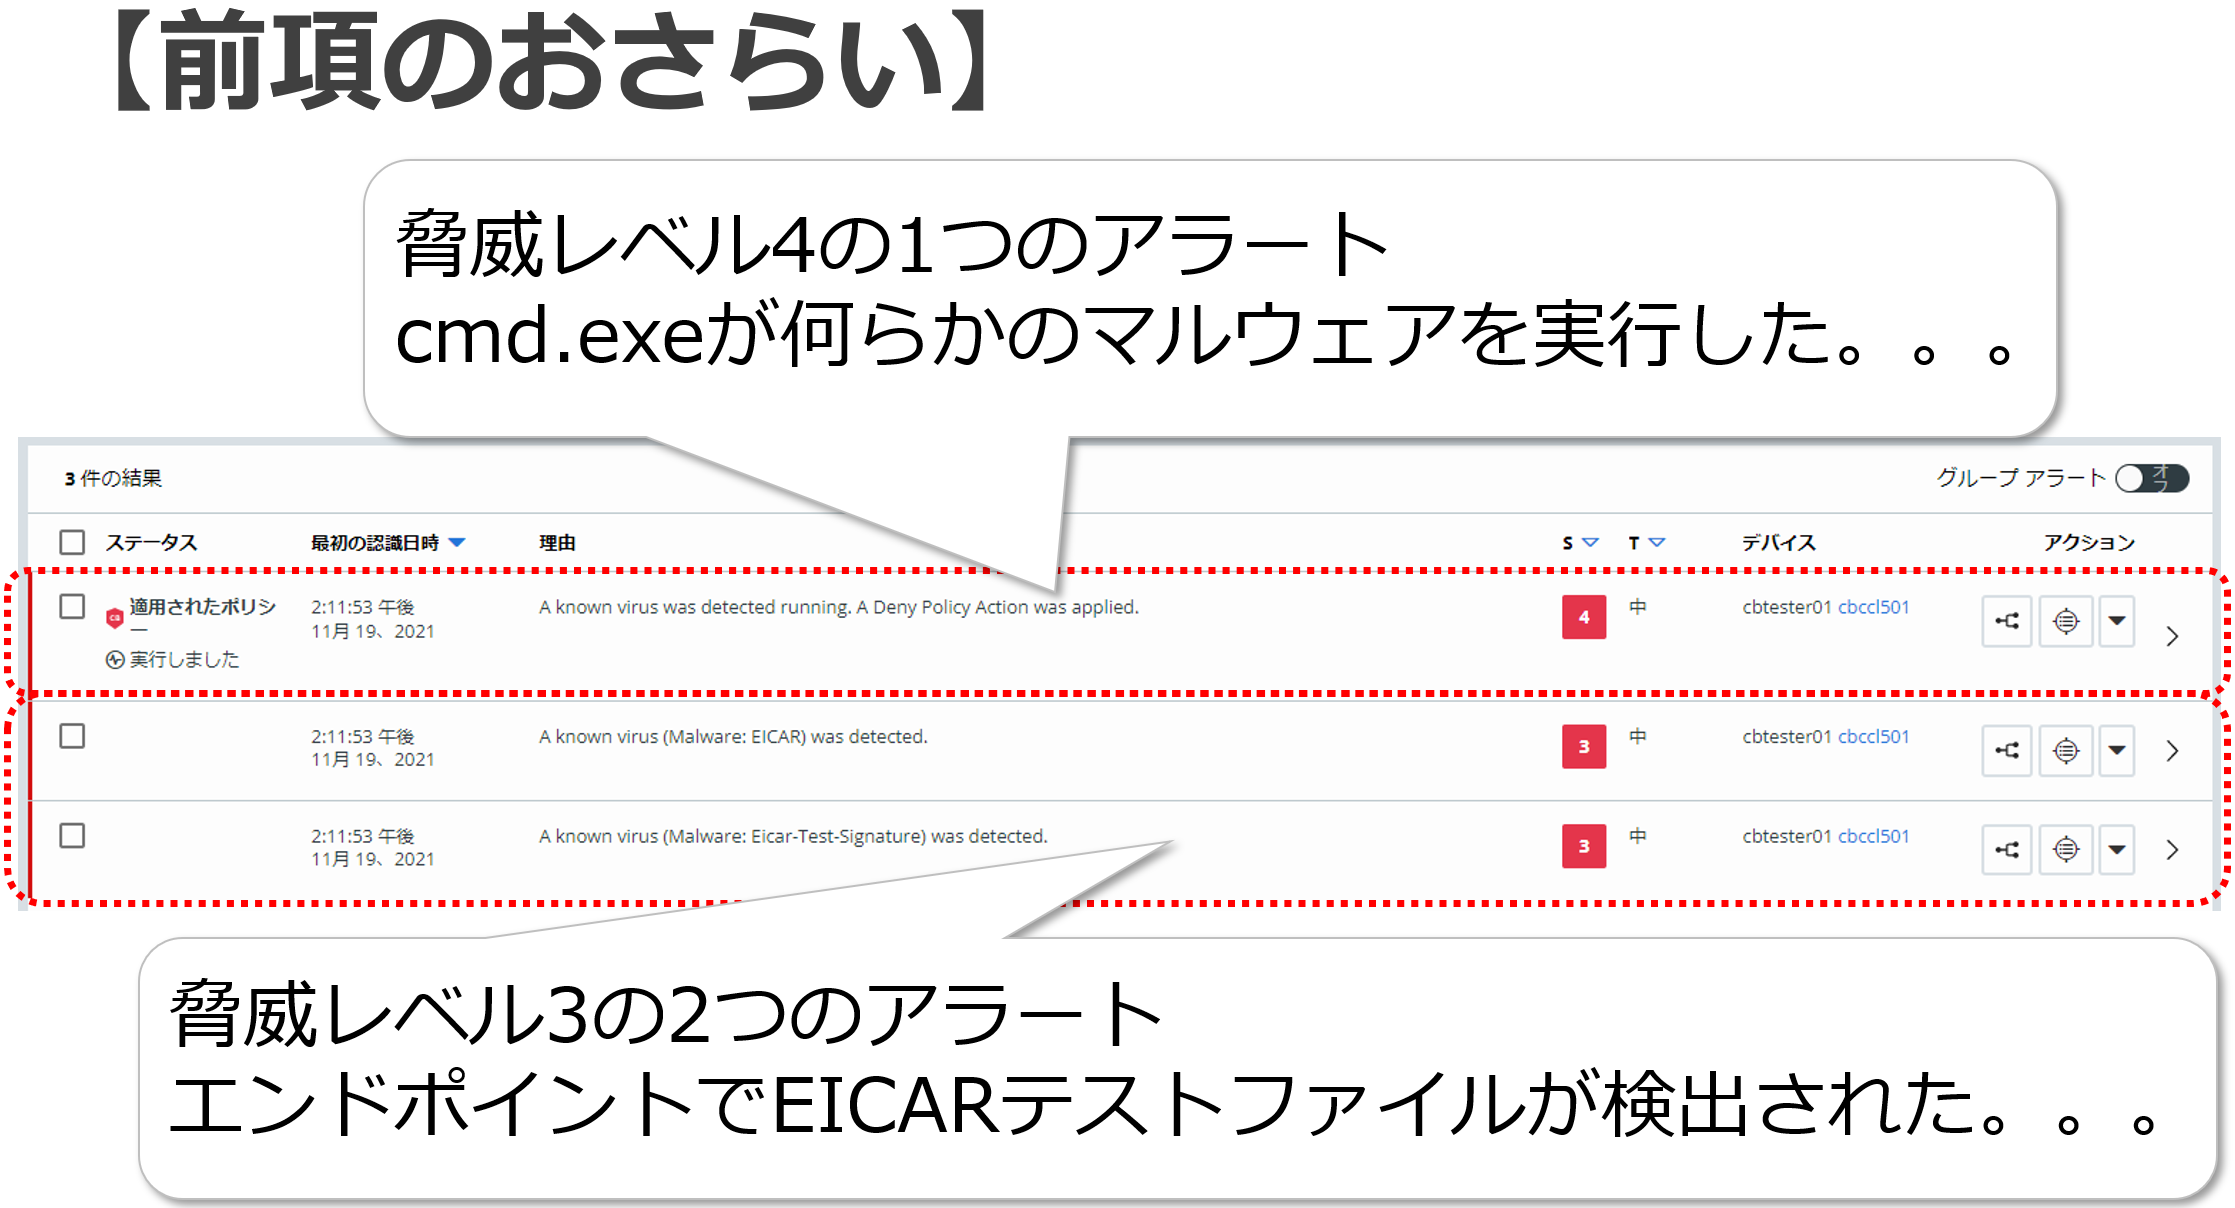 【前項のおさらい】
脅威レベル4の1つのアラート
cmd.exeが何らかのマルウェアを実行した。。。
3 件の結果
グループ アラート オフ
ステータス 最初の認識日時 理由 S T デバイス アクション
適用されたポリシー 2:11:53 午後 A known virus was detected running. A Deny Policy Action was applied. 4 中 cbtester01 cbccl501
11月 19、2021
実行しました
2:11:53 午後 A known virus (Malware: EICAR) was detected. 3 中 cbtester01 cbccl501
11月 19、2021
2:11:53 午後 A known virus (Malware: Eicar-Test-Signature) was detected. 3 中 cbtester01 cbccl501
11月 19、2021
脅威レベル3の2つのアラート
エンドポイントでEICARテストファイルが検出された。。。